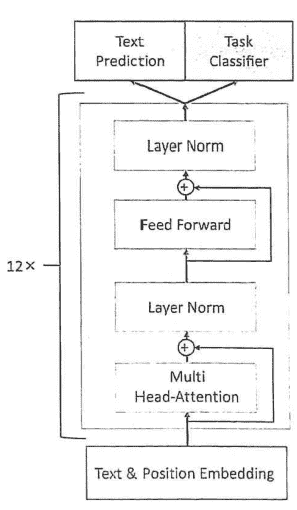 Text
Prediction
Task
Classifier
Layer Norm
+
Feed Forward
12×
Layer Norm
+
Multi
Head-Attention
Text & Position Embedding